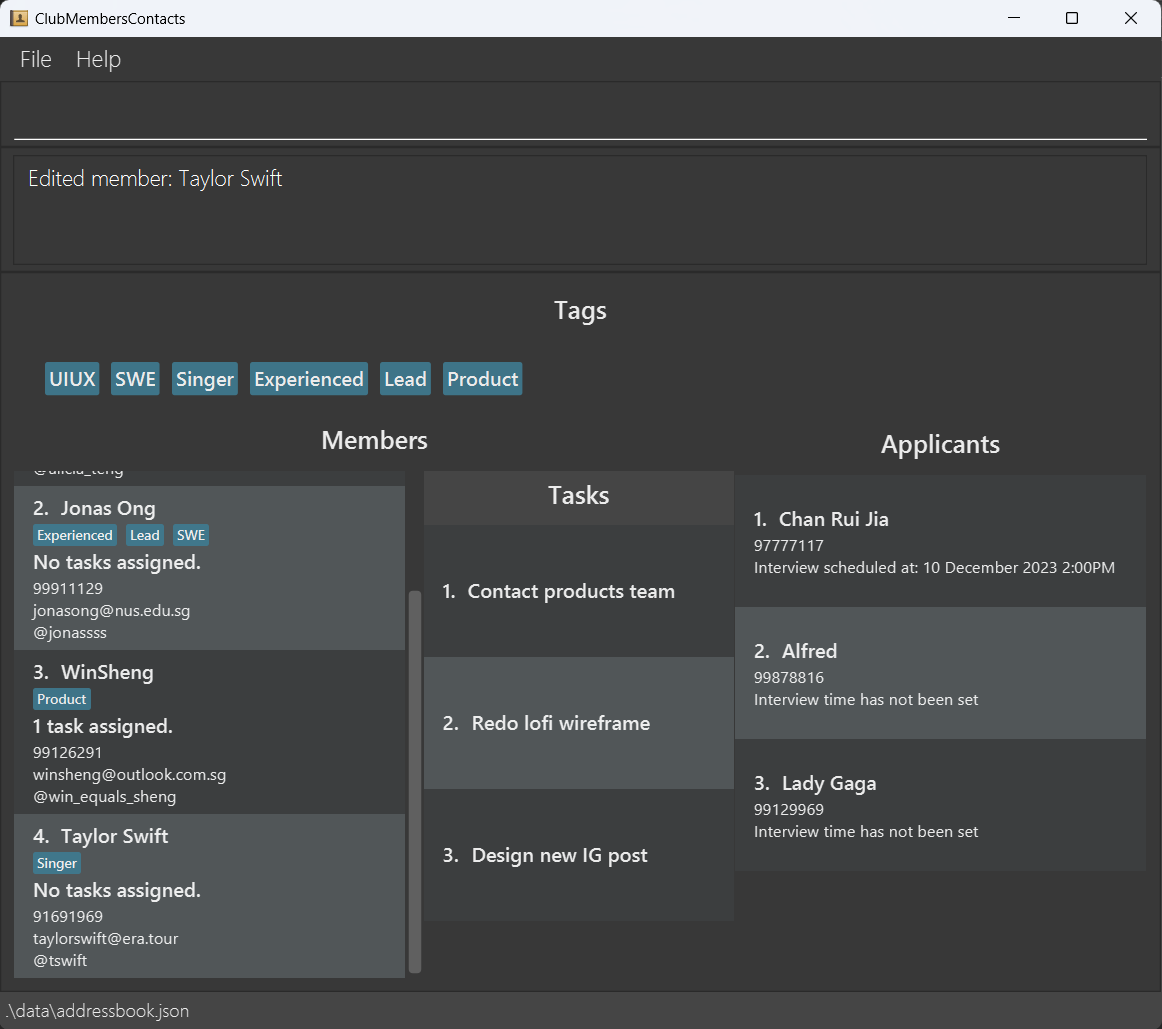 ClubMembersContacts
File Help
Edited member: Taylor Swift
Tags
UIUX SWE Singer Experienced Lead Product
Members
@alicia_teng
2. Jonas Ong
Experienced Lead SWE
No tasks assigned.
99911129
jonasong@nus.edu.sg
@jonassss
3. WinSheng
Product
1 task assigned.
99126291
winsheng@outlook.com.sg
@win_equals_sheng
4. Taylor Swift
Singer
No tasks assigned.
91691969
taylorswift@era.tour
@tswift
Tasks
1. Contact products team
2. Redo lofi wireframe
3. Design new IG post
Applicants
1. Chan Rui Jia
97777117
Interview scheduled at: 10 December 2023 2:00PM
2. Alfred
99878816
Interview time has not been set
3. Lady Gaga
99129969
Interview time has not been set
.\data\addressbook.json